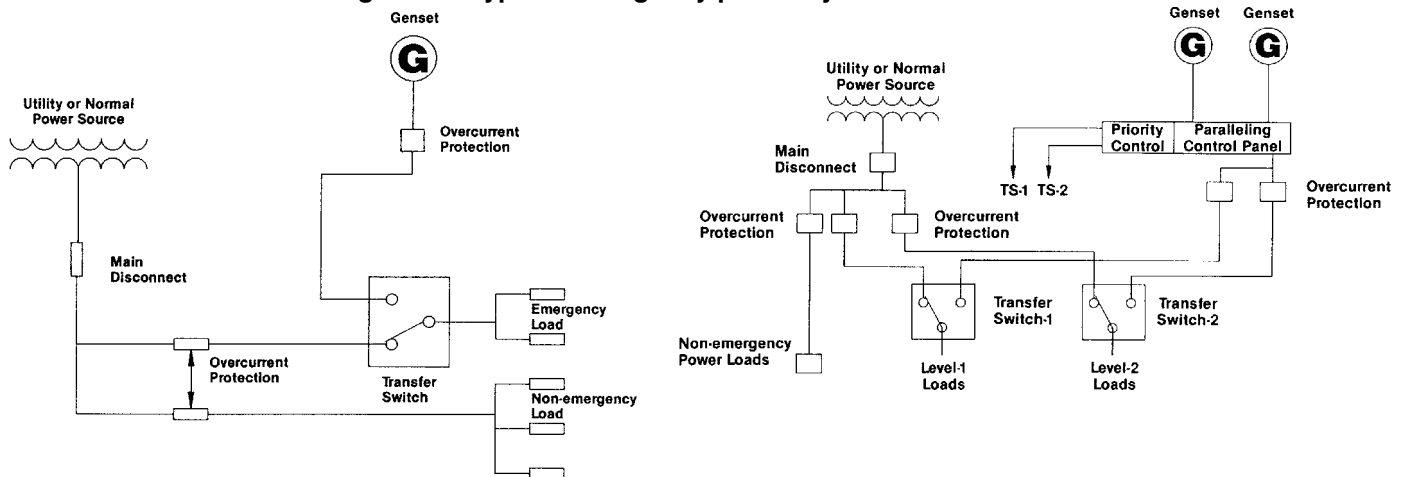 Genset
G
Utility or Normal
Power Source
Overcurrent
Protection
Main
Disconnect
Overcurrent
Protection
Transfer
Switch
Emergency
Load
Non-emergency
Load
Genset Genset
G G
Utility or Normal
Power Source
Priority
Control
Paralleling
Control Panel
Main
Disconnect
TS-1 TS-2
Overcurrent
Protection
Overcurrent
Protection
Overcurrent
Protection
Transfer
Switch-1
Transfer
Switch-2
Non-emergency
Power Loads
Level-1
Loads
Level-2
Loads